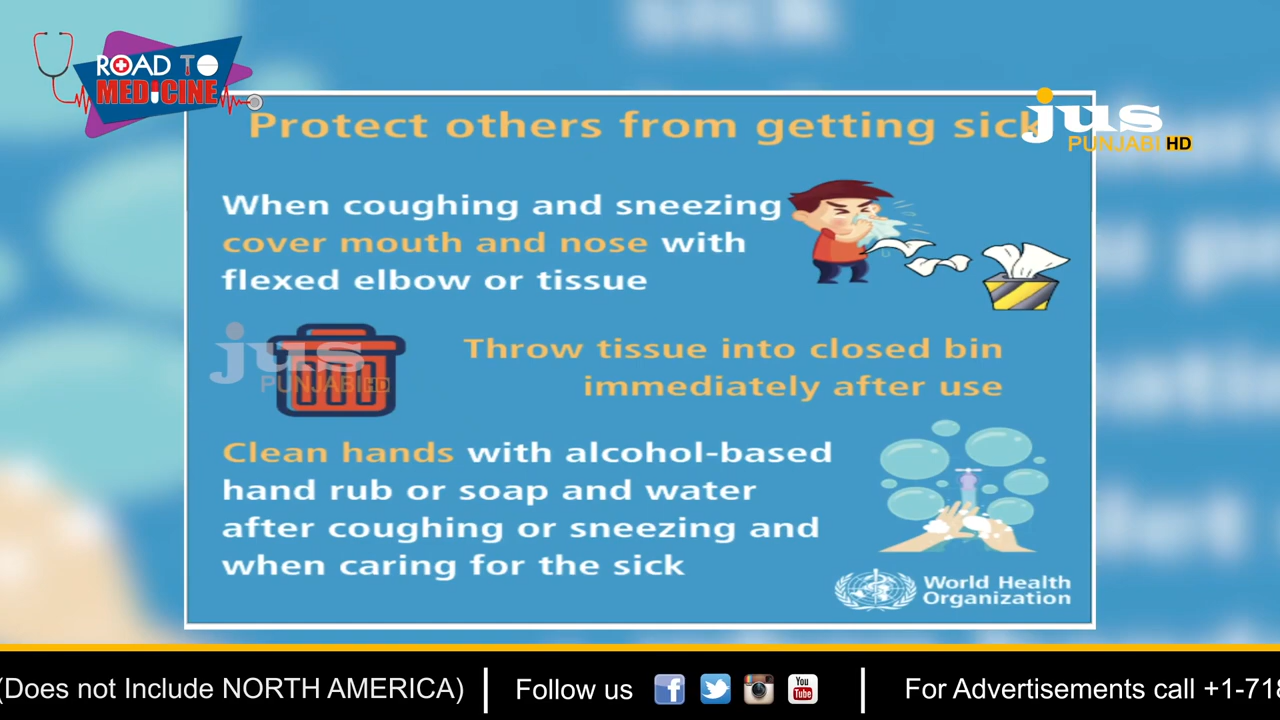 ROAD TO
MEDICINE
jus
PUNJABI HD
Protect others from getting sick
When coughing and sneezing
cover mouth and nose with
flexed elbow or tissue
jus
PUNJABI HD
Throw tissue into closed bin
immediately after use
Clean hands with alcohol-based
hand rub or soap and water
after coughing or sneezing and
when caring for the sick
World Health
Organization
(Does not Include NORTH AMERICA) | Follow us You Tube | For Advertisements call +1-718